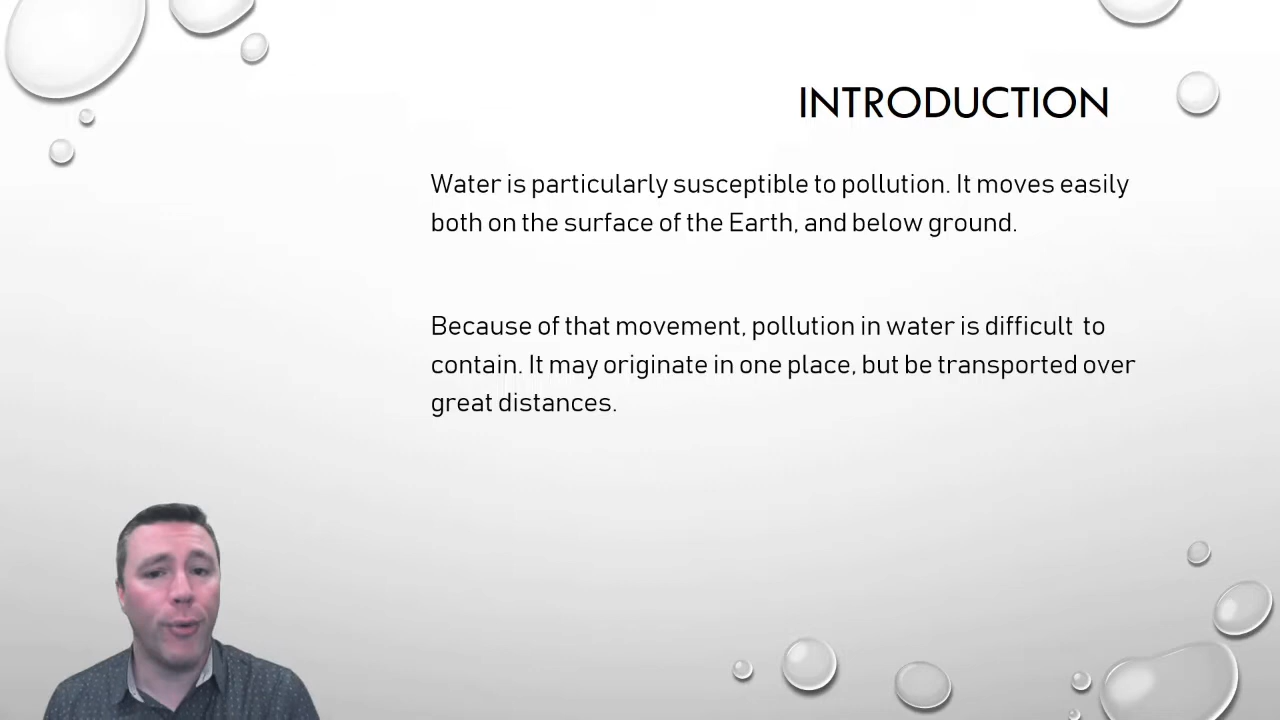 INTRODUCTION
Water is particularly susceptible to pollution. It moves easily
both on the surface of the Earth, and below ground.
Because of that movement, pollution in water is difficult to
contain. It may originate in one place, but be transported over
great distances.